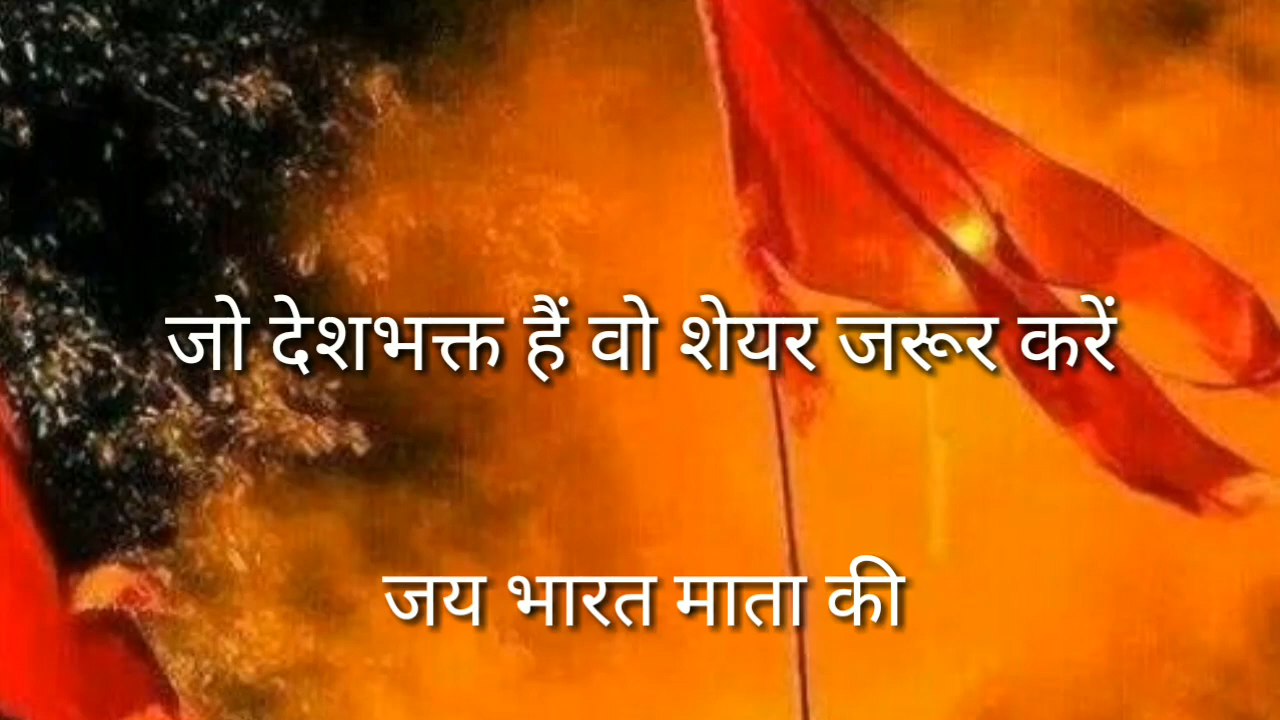 जो देशभक्त हैं वो शेयर जरूर करें
जय भारत माता की